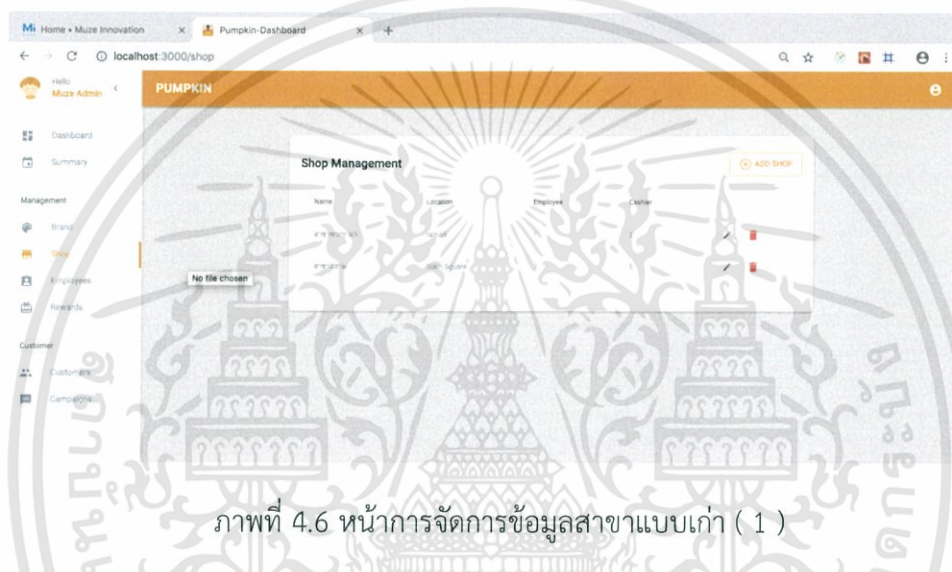 Home • Muze Innovation
Pumpkin-Dashboard
localhost:3000/shop
Hello
Muze Admin
PUMPKIN
Dashboard
Summary
Shop Management
ADD SHOP
Management
Name Location Employee Cashier
Brand
Shop
Siam Square
Employees
No file chosen
Rewards
Customer
Customers
Campaigns
ภาพที่ 4.6 หน้าการจัดการข้อมูลสาขาแบบเก่า ( 1 )